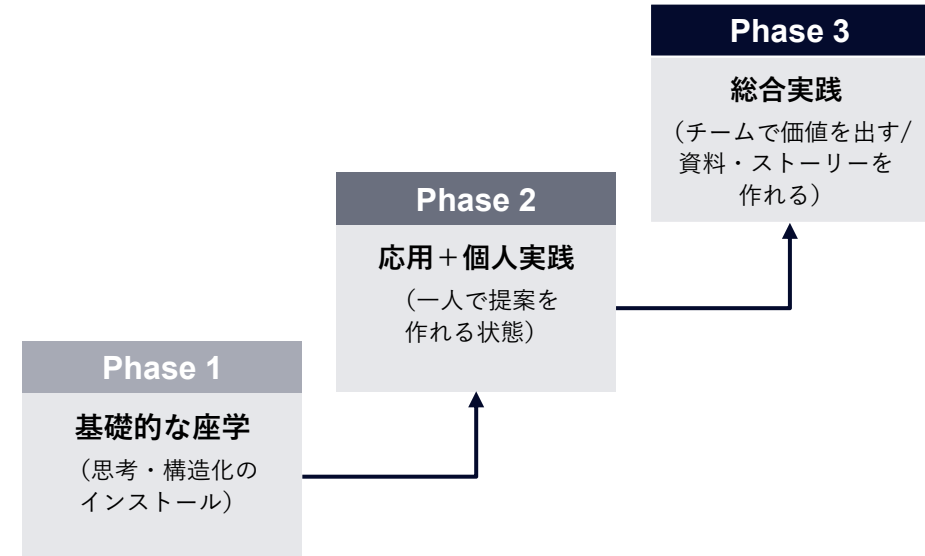 Phase 1
基礎的な座学
（思考・構造化の
インストール）
Phase 2
応用＋個人実践
（一人で提案を
作れる状態）
Phase 3
総合実践
（チームで価値を出す/
資料・ストーリーを
作れる）